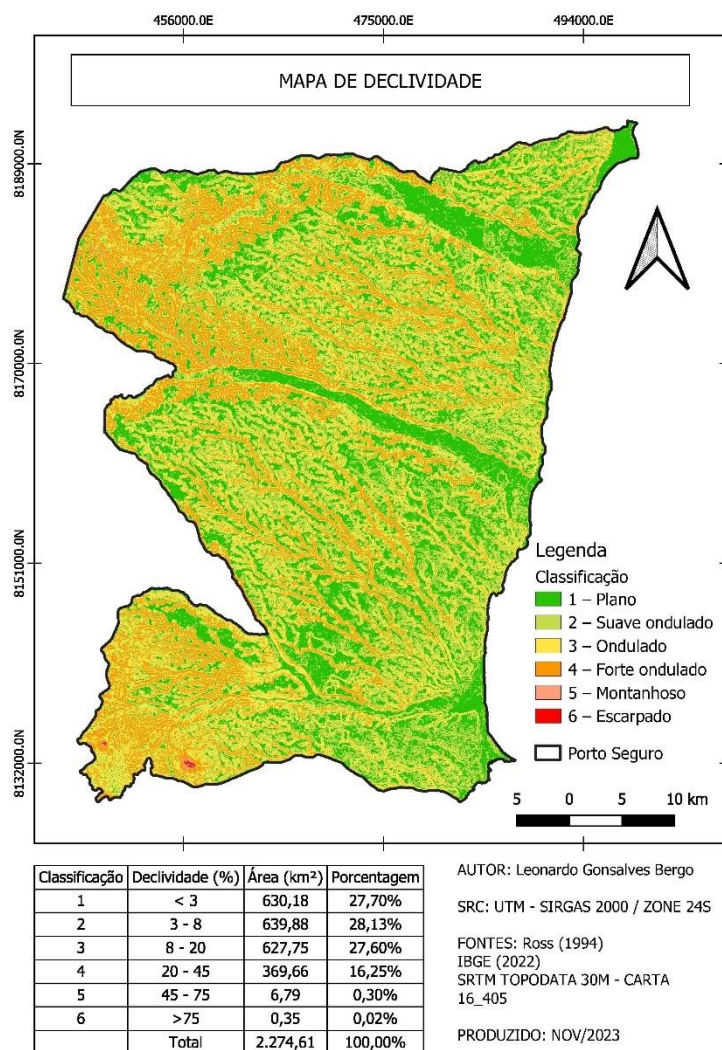 456000.0E 475000.0E 494000.0E
MAPA DE DECLIVIDADE
8189000.0N
8170000.0N
8151000.0N
8132000.0N
Legenda
Classificação
1 – Plano
2 – Suave ondulado
3 – Ondulado
4 – Forte ondulado
5 – Montanhoso
6 – Escarpado
Porto Seguro
5 0 5 10 km
Classificação Declividade (%) Área (km²) Porcentagem
1 < 3 630,18 27,70%
2 3 - 8 639,88 28,13%
3 8 - 20 627,75 27,60%
4 20 - 45 369,66 16,25%
5 45 - 75 6,79 0,30%
6 >75 0,35 0,02%
Total 2.274,61 100,00%
AUTOR: Leonardo Gonsalves Bergo
SRC: UTM - SIRGAS 2000 / ZONE 24S
FONTES: Ross (1994)
IBGE (2022)
SRTM TOPODATA 30M - CARTA
16_405
PRODUZIDO: NOV/2023